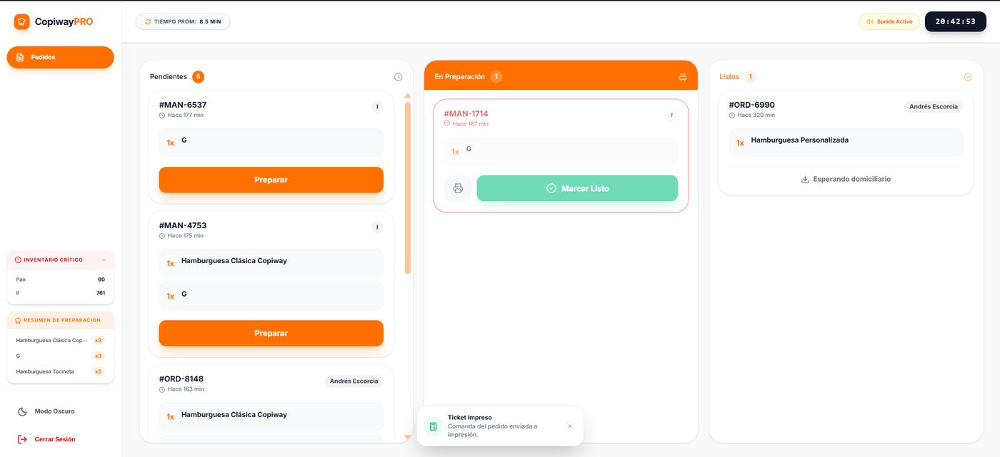 CopiwayPRO
TIEMPO PROM: 8.5 MIN
Sonido Activo
20:42:53
Pedidos
INVENTARIO CRÍTICO
Pan 60
ll 761
RESUMEN DE PREPARACIÓN
Hamburguesa Clásica Cop... x3
G x3
Hamburguesa Tocineta x2
Modo Oscuro
Cerrar Sesión
Pendientes 5
#MAN-6537 I
Hace 177 min
1x G
Preparar
#MAN-4753 I
Hace 175 min
1x Hamburguesa Clásica Copiway
1x G
Preparar
#ORD-8148 Andrés Escorcia
Hace 163 min
1x Hamburguesa Clásica Copiway
En Preparación 1
#MAN-1714 f
Hace 187 min
1x G
Marcar Listo
Listos 1
#ORD-6990 Andrés Escorcia
Hace 320 min
1x Hamburguesa Personalizada
Esperando domiciliario
Ticket Impreso
Comanda del pedido enviada a
impresión.